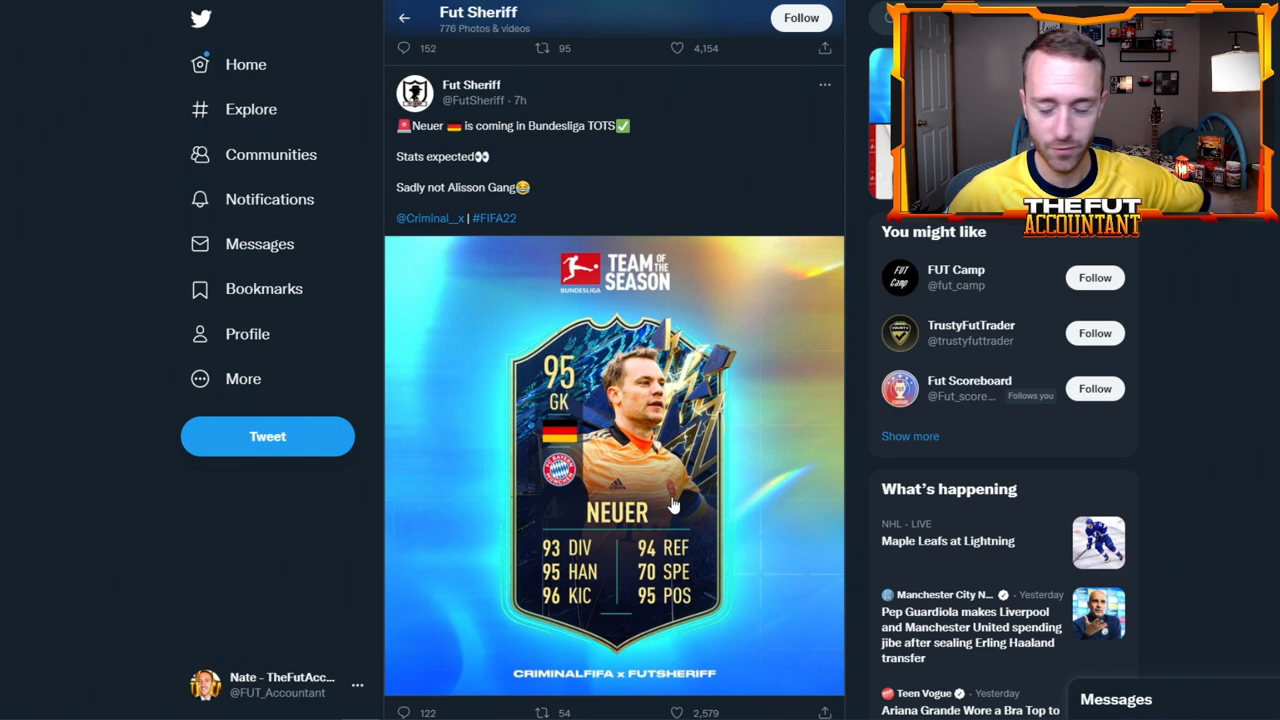 Home
Explore
Communities
Notifications
Messages
Bookmarks
Profile
More
Tweet
Nate - TheFutAcc...
@FUT_Accountant
Fut Sheriff
776 Photos & videos
Follow
152
95
4,154
Fut Sheriff
@FutSheriff · 7h
🚨Neuer 🇩🇪 is coming in Bundesliga TOTS✅
Stats expected👀
Sadly not Alisson Gang😂
@Criminal__x | #FIFA22
BUNDESLIGA
TEAM OF THE
SEASON
95
GK
FC BAYERN
MÜNCHEN
NEUER
93 DIV
94 REF
95 HAN
70 SPE
96 KIC
95 POS
CRIMINALFIFA x FUTSHERIFF
122
54
2,579
THE FUT
ACCOUNTANT
You might like
FUT Camp
@fut_camp
Follow
TrustyFutTrader
@trustyfuttrader
Follow
Fut Scoreboard
@Fut_score...
Follows you
Follow
Show more
What's happening
NHL · LIVE
Maple Leafs at Lightning
Manchester City N... · Yesterday
Pep Guardiola makes Liverpool
and Manchester United spending
jibe after sealing Erling Haaland
transfer
Teen Vogue · Yesterday
Ariana Grande Wore a Bra Top to
Messages